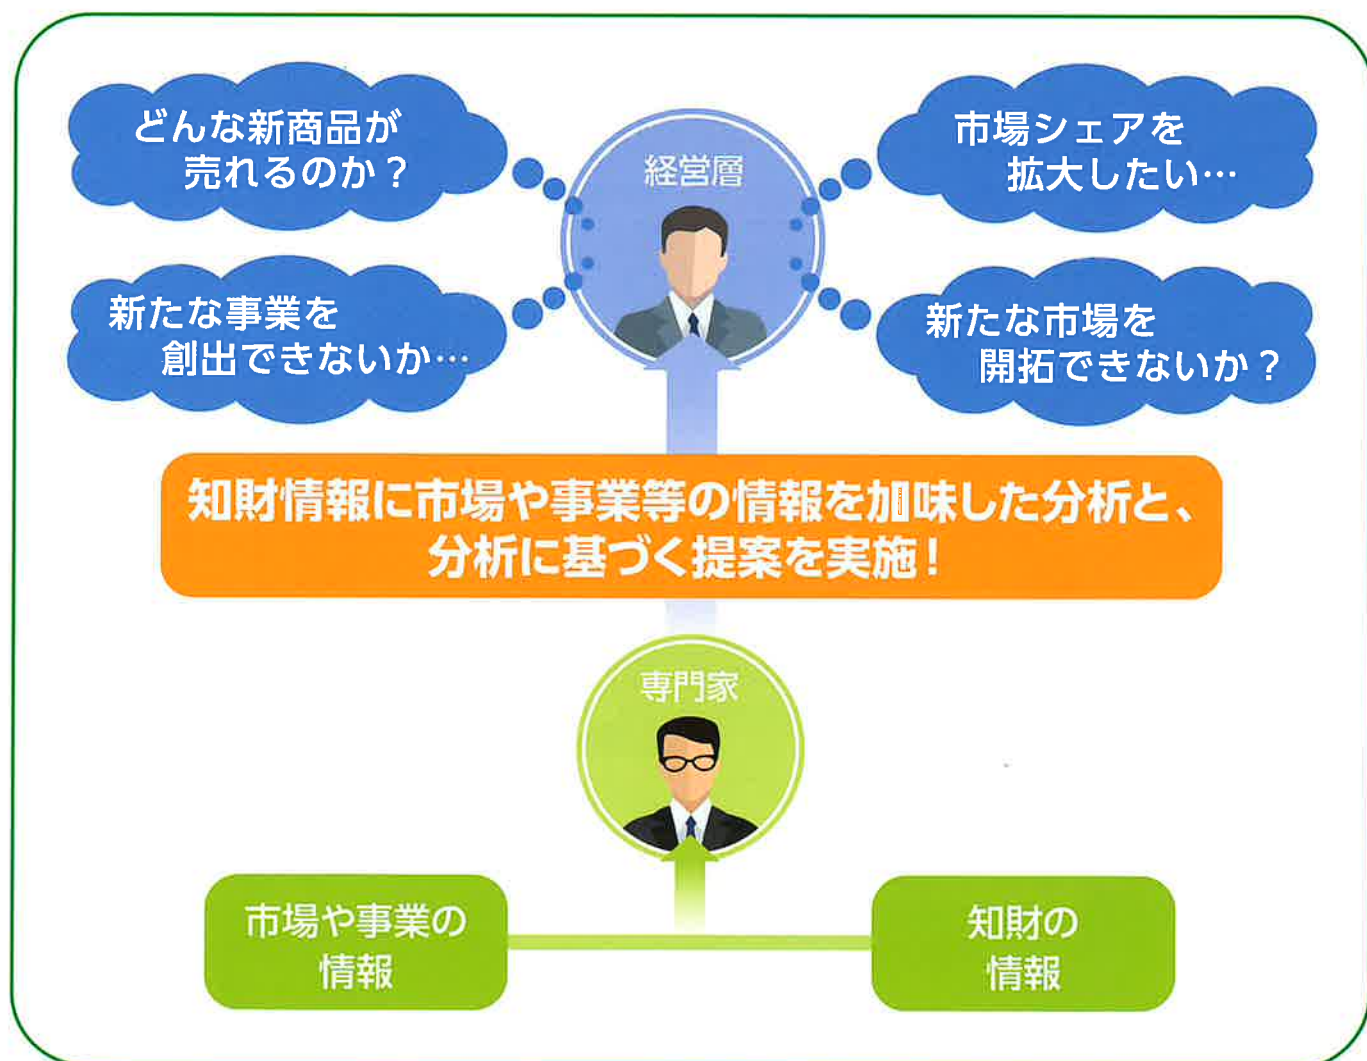 どんな新商品が
売れるのか？
市場シェアを
拡大したい…
経営層
新たな事業を
創出できないか…
新たな市場を
開拓できないか？
知財情報に市場や事業等の情報を加味した分析と、
分析に基づく提案を実施！
専門家
市場や事業の
情報
知財の
情報